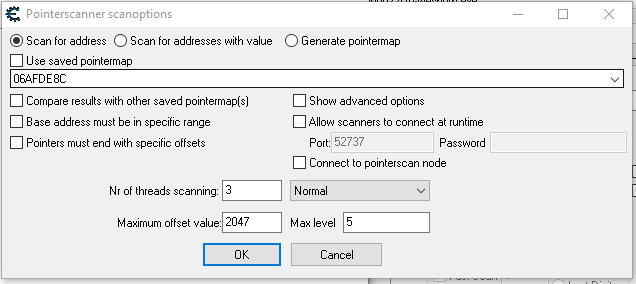 Pointerscanner scanoptions
Scan for address Scan for addresses with value Generate pointermap
Use saved pointermap
06AFDE8C
Compare results with other saved pointermap(s) Show advanced options
Base address must be in specific range Allow scanners to connect at runtime
Pointers must end with specific offsets Port: 52737 Password
Connect to pointerscan node
Nr of threads scanning: 3 Normal
Maximum offset value: 2047 Max level 5
OK Cancel